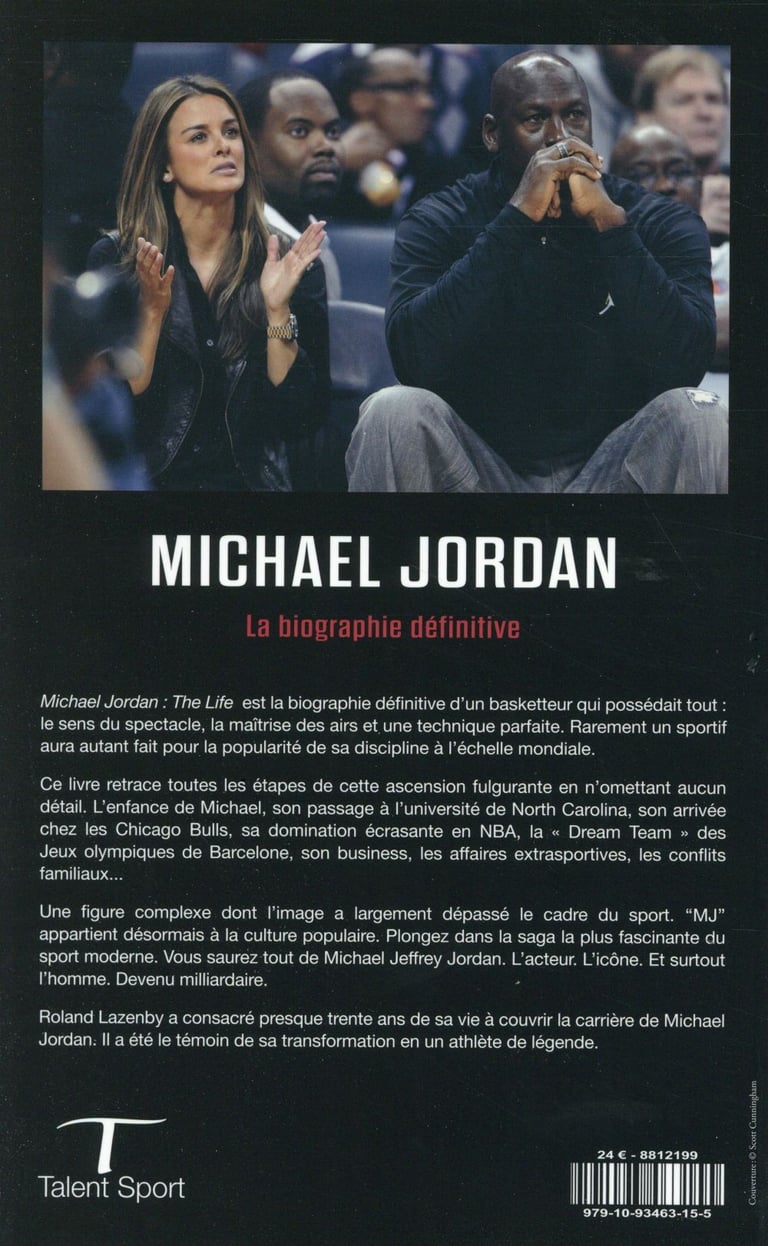 MICHAEL JORDAN
La biographie définitive
Michael Jordan : The Life est la biographie définitive d’un basketteur qui possédait tout :
le sens du spectacle, la maîtrise des airs et une technique parfaite. Rarement un sportif
aura autant fait pour la popularité de sa discipline à l’échelle mondiale.
Ce livre retrace toutes les étapes de cette ascension fulgurante en n’omettant aucun
détail. L’enfance de Michael, son passage à l’université de North Carolina, son arrivée
chez les Chicago Bulls, sa domination écrasante en NBA, la « Dream Team » des
Jeux olympiques de Barcelone, son business, les affaires extrasportives, les conflits
familiaux...
Une figure complexe dont l’image a largement dépassé le cadre du sport. “MJ”
appartient désormais à la culture populaire. Plongez dans la saga la plus fascinante du
sport moderne. Vous saurez tout de Michael Jeffrey Jordan. L’acteur. L’icône. Et surtout
l’homme. Devenu milliardaire.
Roland Lazenby a consacré presque trente ans de sa vie à couvrir la carrière de Michael
Jordan. Il a été le témoin de sa transformation en un athlète de légende.
T
Talent Sport
24 € - 8812199
979-10-93463-15-5
Couverture : © Scott Cunningham